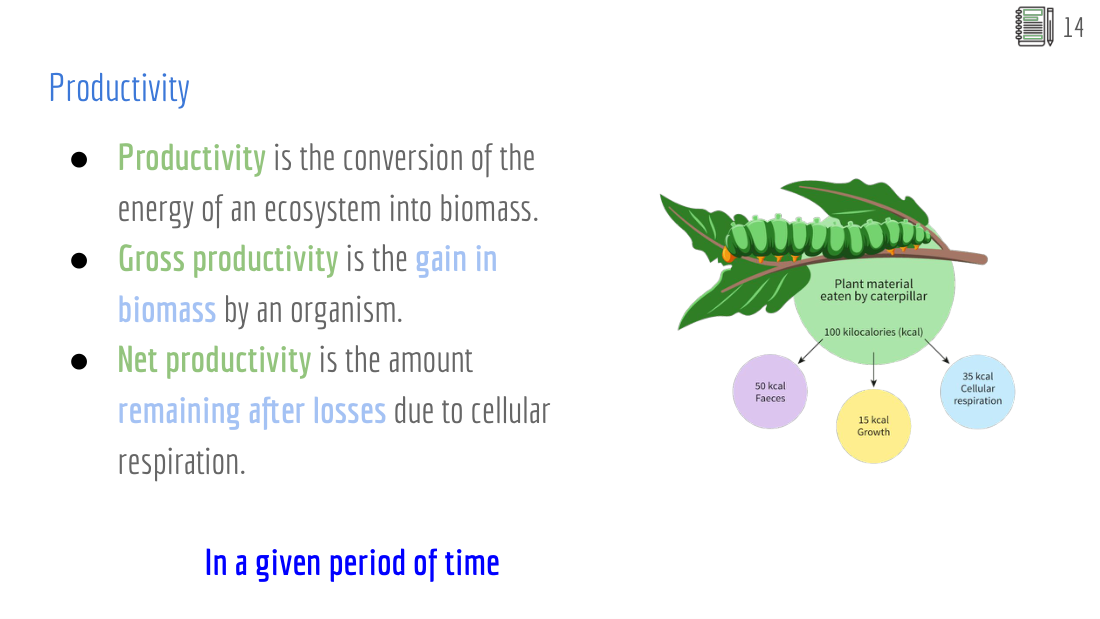 14
Productivity
● Productivity is the conversion of the
energy of an ecosystem into biomass.
● Gross productivity is the gain in
biomass by an organism.
● Net productivity is the amount
remaining after losses due to cellular
respiration.
In a given period of time
Plant material
eaten by caterpillar
100 kilocalories (kcal)
50 kcal
Faeces
15 kcal
Growth
35 kcal
Cellular
respiration